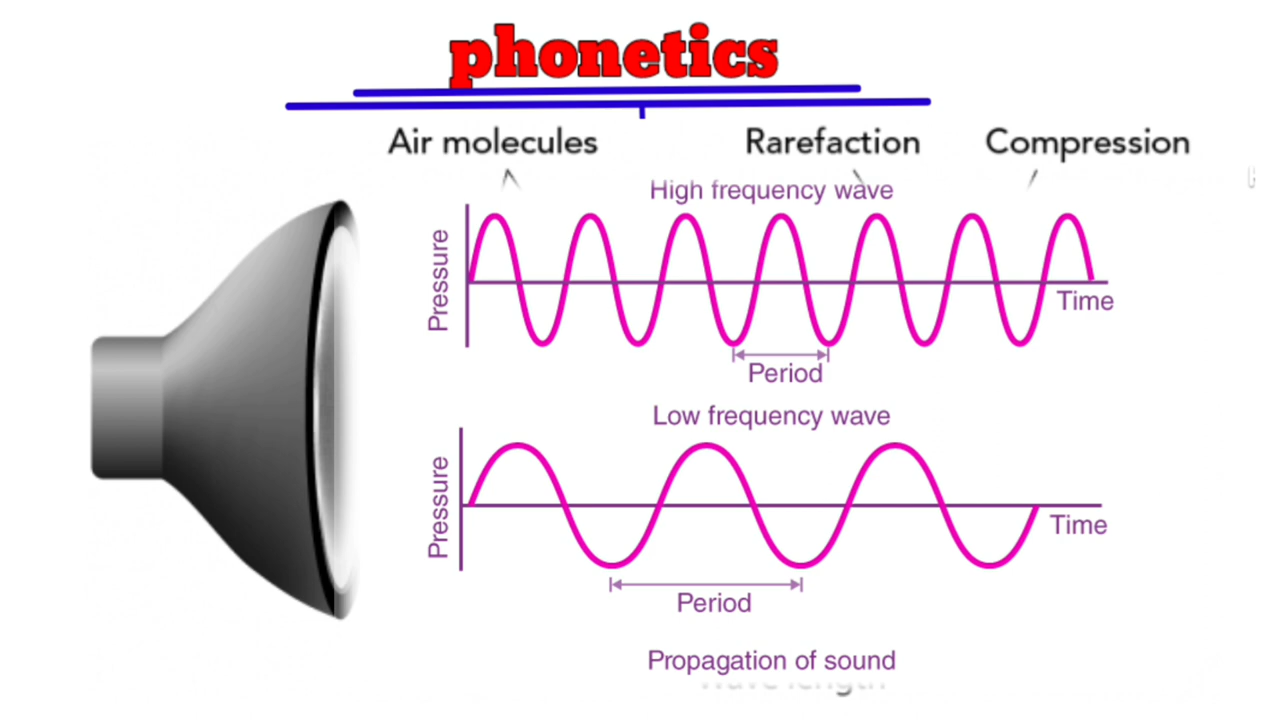 phonetics
Air molecules Rarefaction Compression
High frequency wave
Pressure
Time
Period
Low frequency wave
Pressure
Time
Period
Propagation of sound